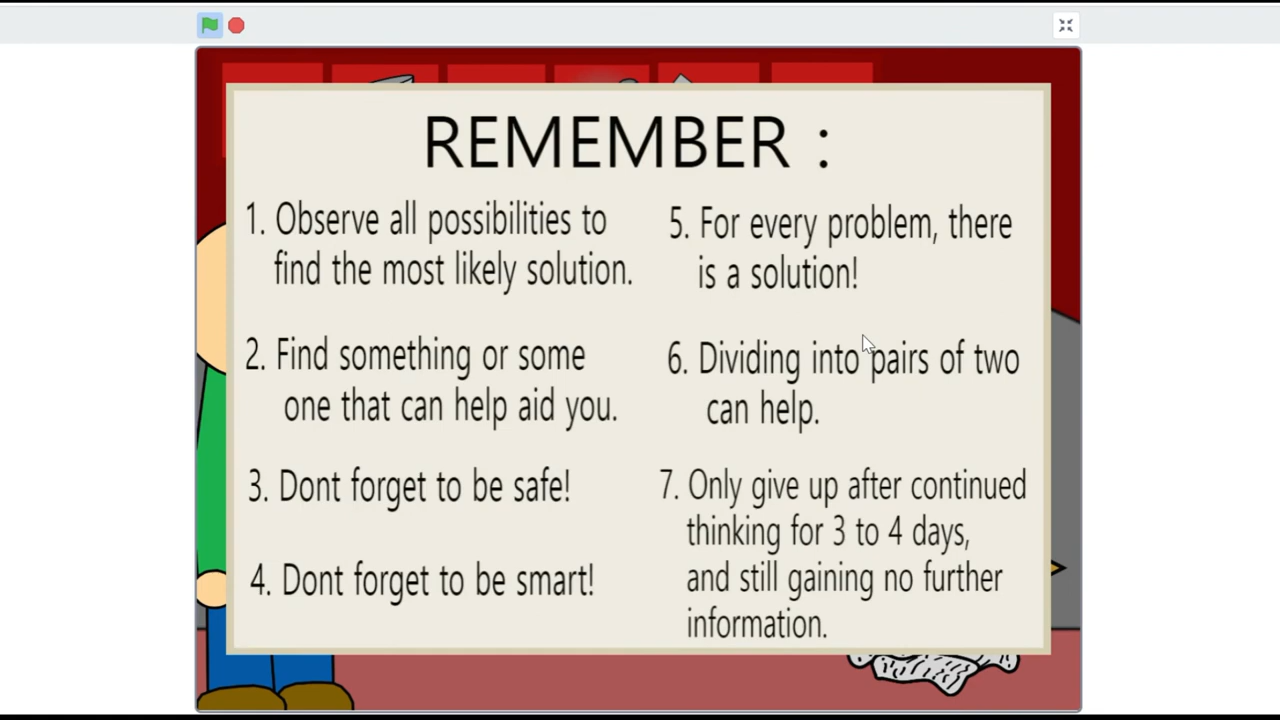 REMEMBER :
1. Observe all possibilities to
find the most likely solution.
2. Find something or some
one that can help aid you.
3. Dont forget to be safe!
4. Dont forget to be smart!
5. For every problem, there
is a solution!
6. Dividing into pairs of two
can help.
7. Only give up after continued
thinking for 3 to 4 days,
and still gaining no further
information.